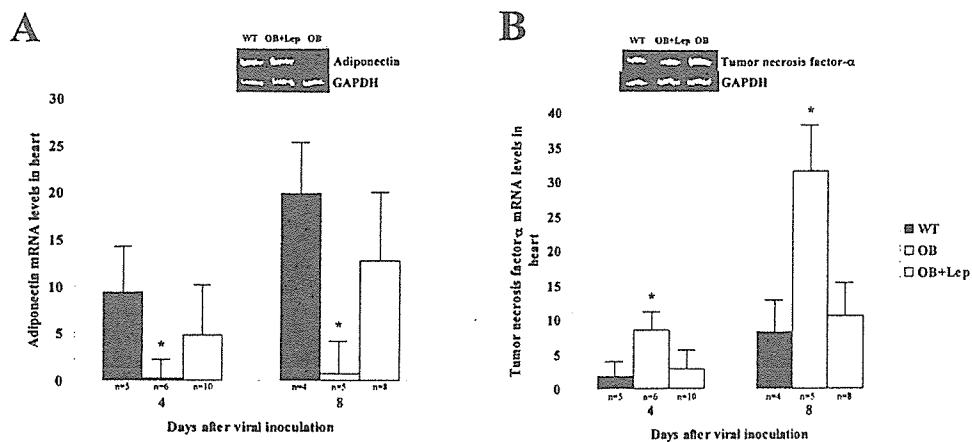 A
WT OB+Lep OB
Adiponectin
GAPDH
Adiponectin mRNA levels in heart
30
25
20
15
10
5
0
n=5 n=6 n=10 n=4 n=5 n=8
4 8
Days after viral inoculation
B
WT OB+Lep OB
Tumor necrosis factor-α
GAPDH
Tumor necrosis factor-α mRNA levels in
heart
40
35
30
25
20
15
10
5
0
* * * *
n=5 n=6 n=10 n=4 n=5 n=8
4 8
Days after viral inoculation
WT
OB
OB+Lep